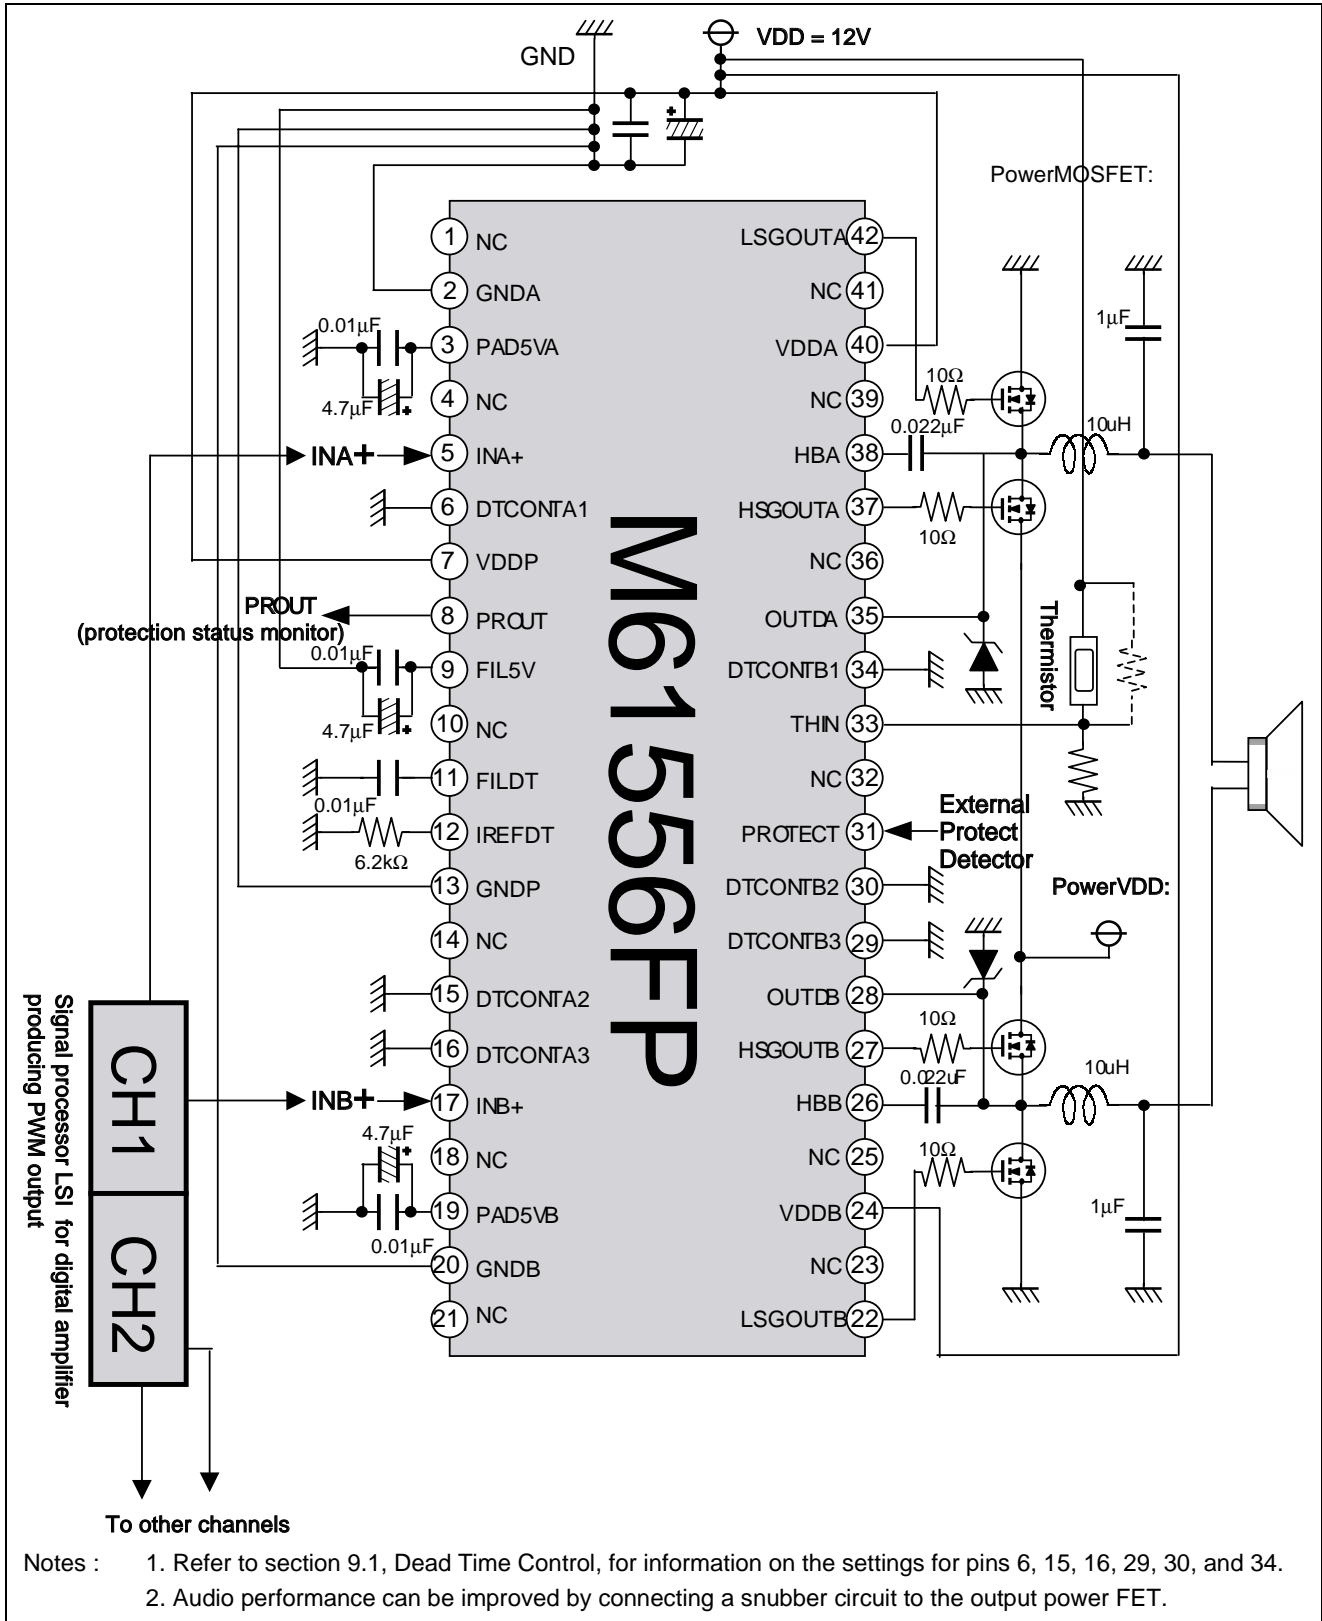 GND
VDD = 12V
PowerMOSFET:
1 NC
2 GNDA
0.01μF
3 PAD5VA
4.7μF
4 NC
INA+
5 INA+
6 DTCONTA1
7 VDDP
PROUT
(protection status monitor)
8 PROUT
0.01μF
9 FIL5V
4.7μF
10 NC
11 FILDT
0.01μF
12 IREFDT
6.2kΩ
13 GNDP
14 NC
15 DTCONTA2
16 DTCONTA3
INB+
17 INB+
4.7μF
18 NC
19 PAD5VB
0.01μF
20 GNDB
21 NC
M61556FP
LSGOUTA 42
NC 41
1μF
VDDA 40
10Ω
NC 39
0.022μF
10uH
HBA 38
HSGOUTA 37
10Ω
NC 36
OUTDA 35
Thermistor
DTCONTB1 34
THIN 33
NC 32
External
Protect
Detector
PROTECT 31
DTCONTB2 30
PowerVDD:
DTCONTB3 29
OUTDB 28
10Ω
HSGOUTB 27
0.022uF
10uH
HBB 26
10Ω
NC 25
VDDB 24
1μF
NC 23
LSGOUTB 22
Signal processor LSI for digital amplifier
producing PWM output
CH1
CH2
To other channels
Notes : 1. Refer to section 9.1, Dead Time Control, for information on the settings for pins 6, 15, 16, 29, 30, and 34.
2. Audio performance can be improved by connecting a snubber circuit to the output power FET.